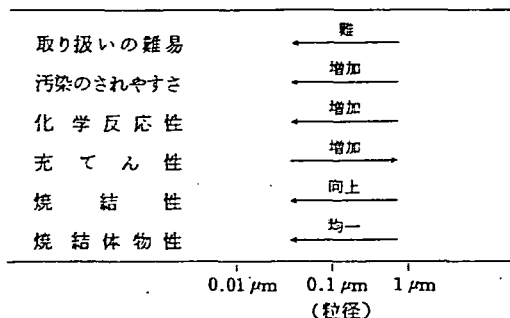 難
取り扱いの難易
増加
汚染のされやすさ
増加
化学反応性
増加
充てん性
向上
焼結性
均一
焼結体物性
0.01 μm 0.1 μm 1 μm
(粒径)